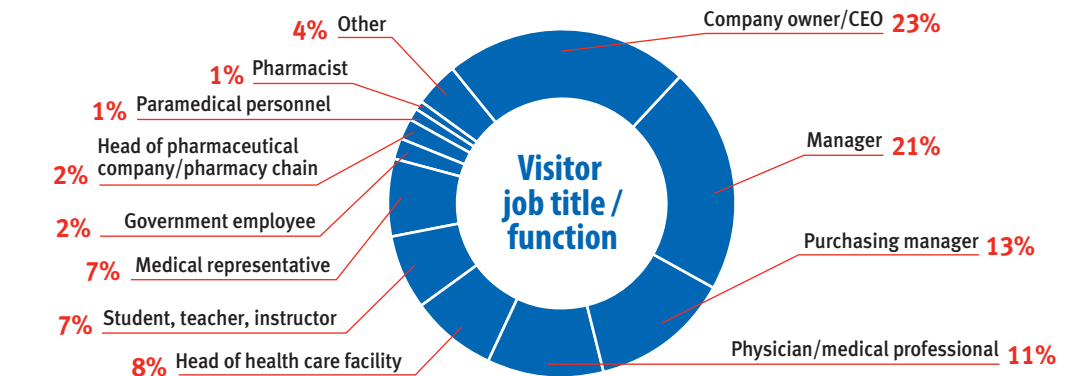 Company owner/CEO 23%
Manager 21%
Purchasing manager 13%
Physician/medical professional 11%
8% Head of health care facility
7% Student, teacher, instructor
7% Medical representative
2% Government employee
Head of pharmaceutical
2% company/pharmacy chain
1% Paramedical personnel
1% Pharmacist
4% Other
Visitor
job title /
function